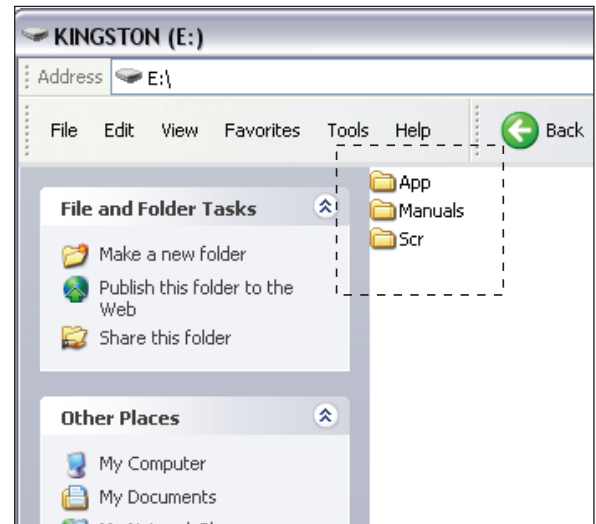 KINGSTON (E:)
Address E:\
File Edit View Favorites Tools Help Back
App
Manuals
Scr
File and Folder Tasks
Make a new folder
Publish this folder to the
Web
Share this folder
Other Places
My Computer
My Documents